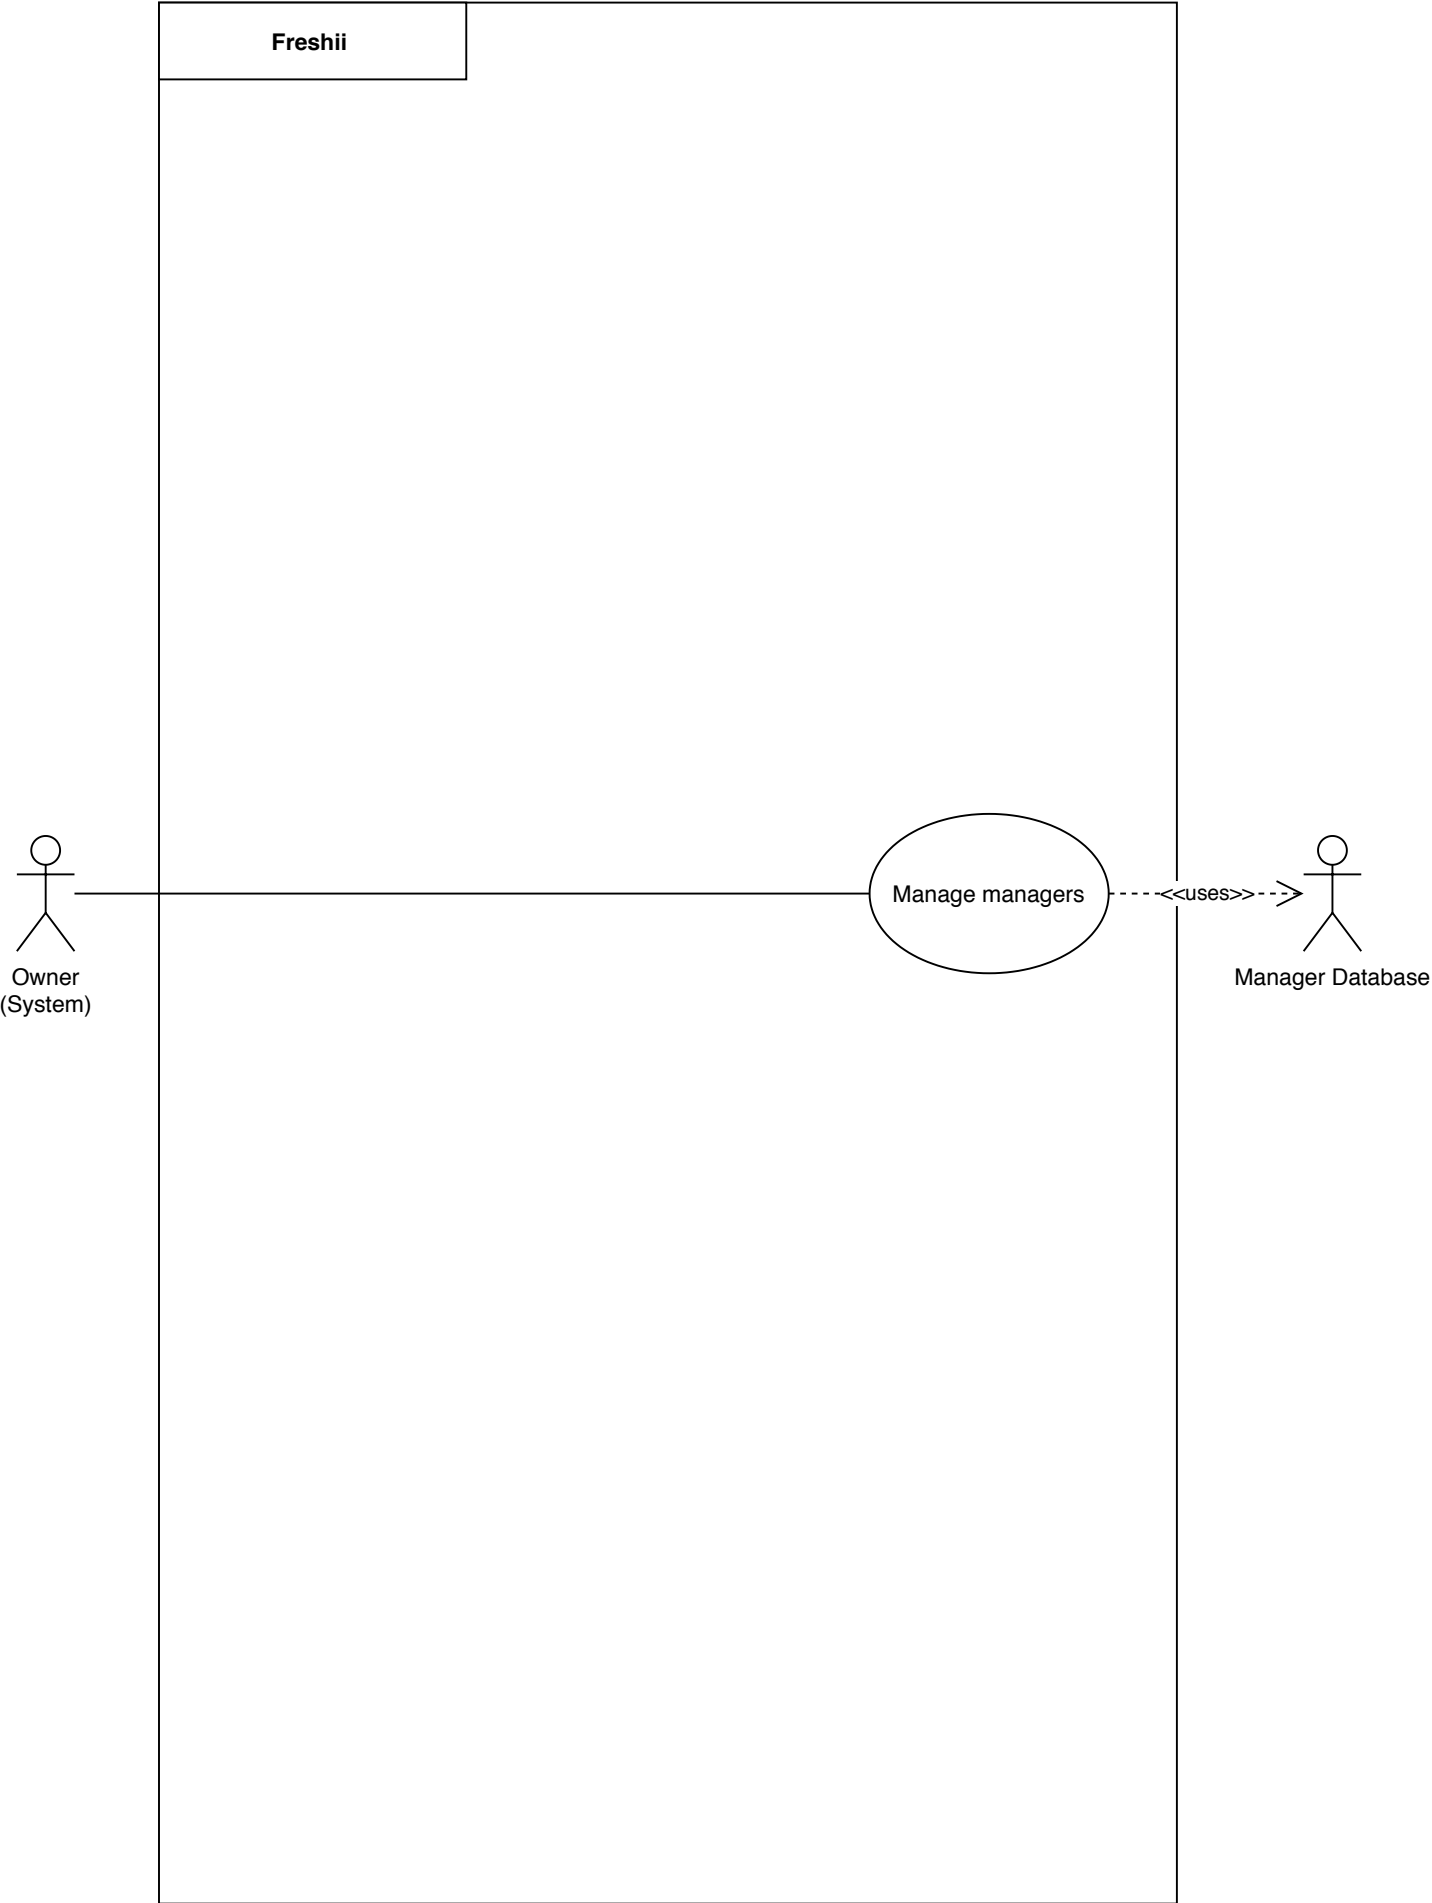 Freshii
Manage managers
<<uses>>
Owner
(System)
Manager Database